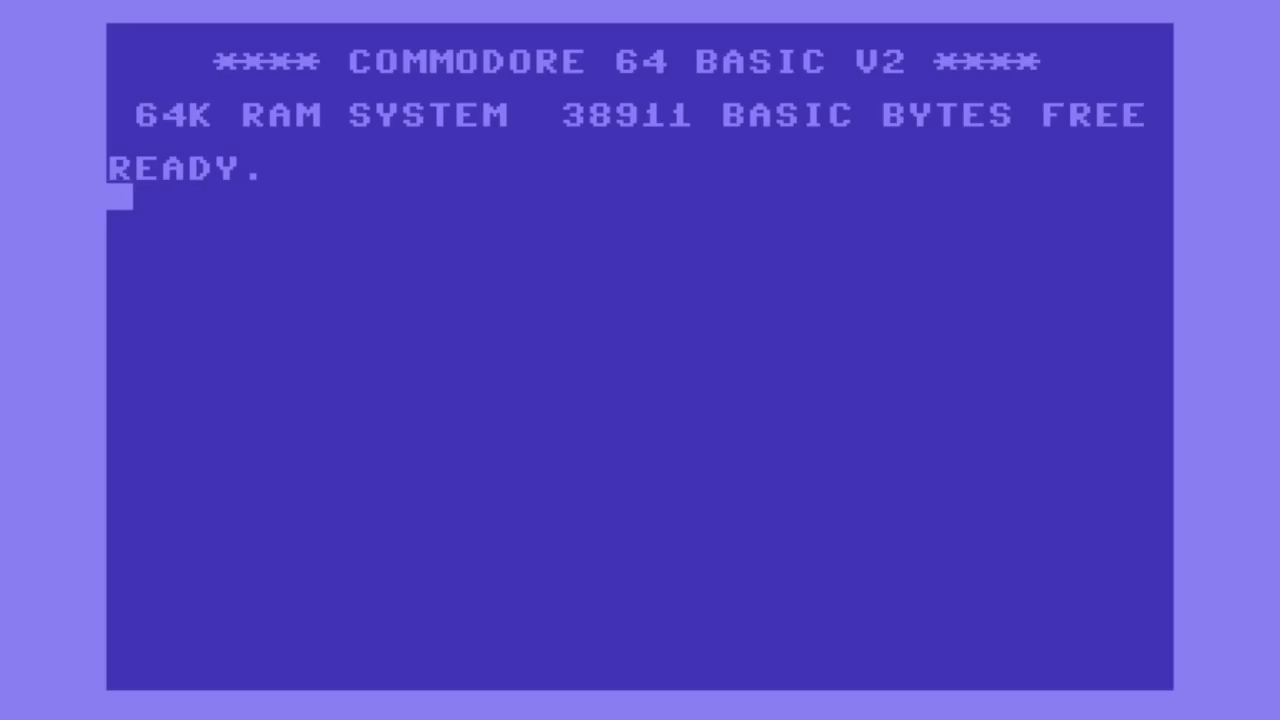 **** COMMODORE 64 BASIC V2 ****
64K RAM SYSTEM  38911 BASIC BYTES FREE
READY.